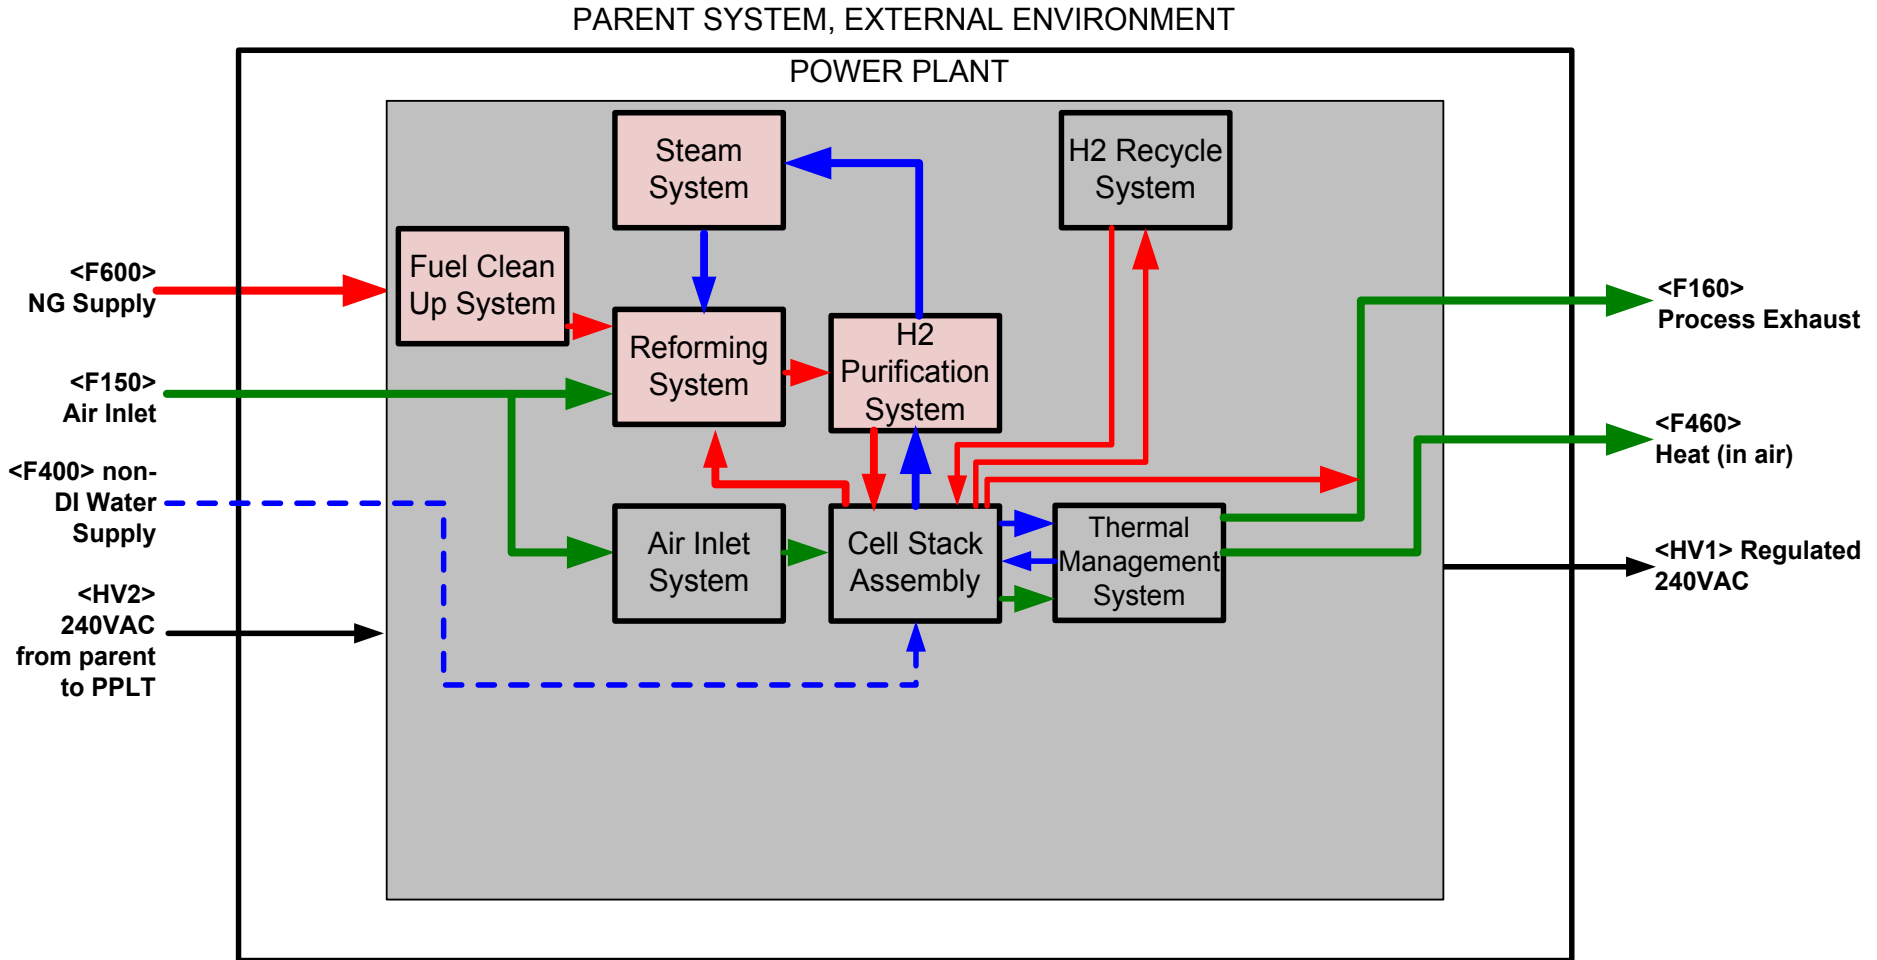 PARENT SYSTEM, EXTERNAL ENVIRONMENT
POWER PLANT
Steam
System
H2 Recycle
System
Fuel Clean
Up System
<F600>
NG Supply
<F160>
Process Exhaust
Reforming
System
H2
Purification
System
<F150>
Air Inlet
<F460>
Heat (in air)
<F400> non-
DI Water
Supply
Air Inlet
System
Cell Stack
Assembly
Thermal
Management
System
<HV1> Regulated
240VAC
<HV2>
240VAC
from parent
to PPLT